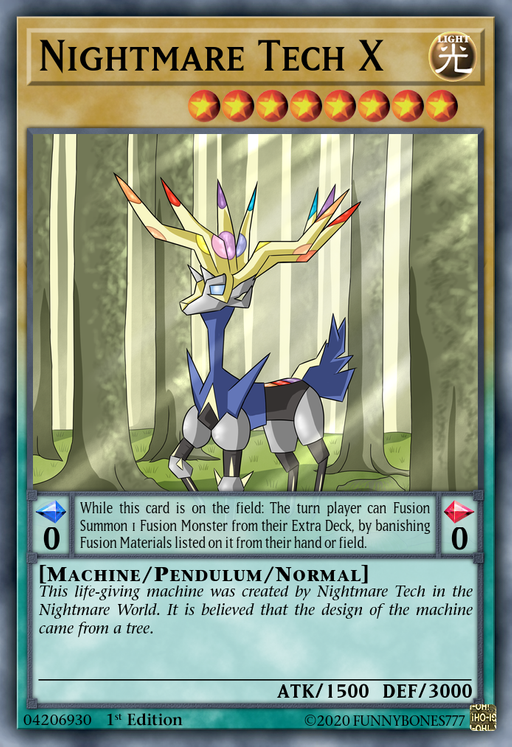 Nightmare Tech X
LIGHT
光
While this card is on the field: The turn player can Fusion
Summon 1 Fusion Monster from their Extra Deck, by banishing
Fusion Materials listed on it from their hand or field.
0
0
[Machine/Pendulum/Normal]
This life-giving machine was created by Nightmare Tech in the
Nightmare World. It is believed that the design of the machine
came from a tree.
ATK/1500 DEF/3000
04206930 1st Edition
©2020 FUNNYBONES777